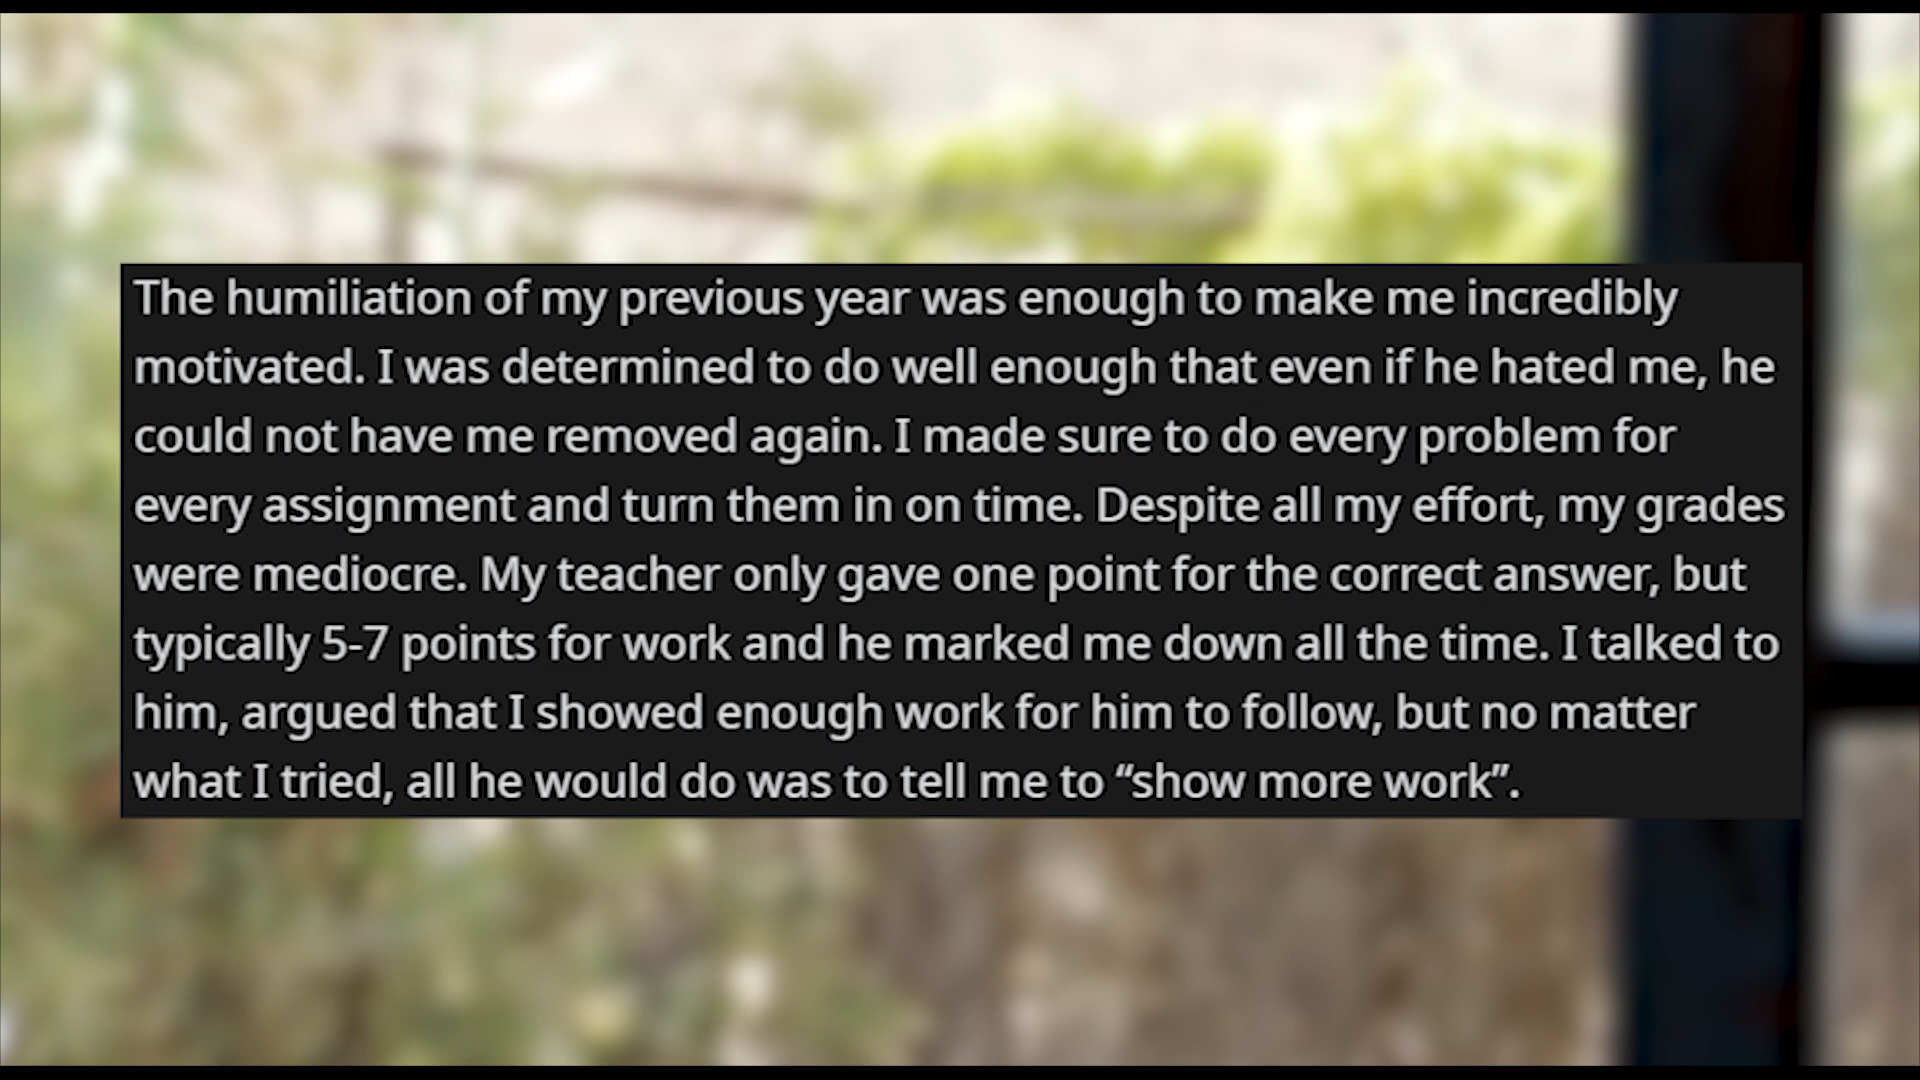 The humiliation of my previous year was enough to make me incredibly
motivated. I was determined to do well enough that even if he hated me, he
could not have me removed again. I made sure to do every problem for
every assignment and turn them in on time. Despite all my effort, my grades
were mediocre. My teacher only gave one point for the correct answer, but
typically 5-7 points for work and he marked me down all the time. I talked to
him, argued that I showed enough work for him to follow, but no matter
what I tried, all he would do was to tell me to “show more work”.